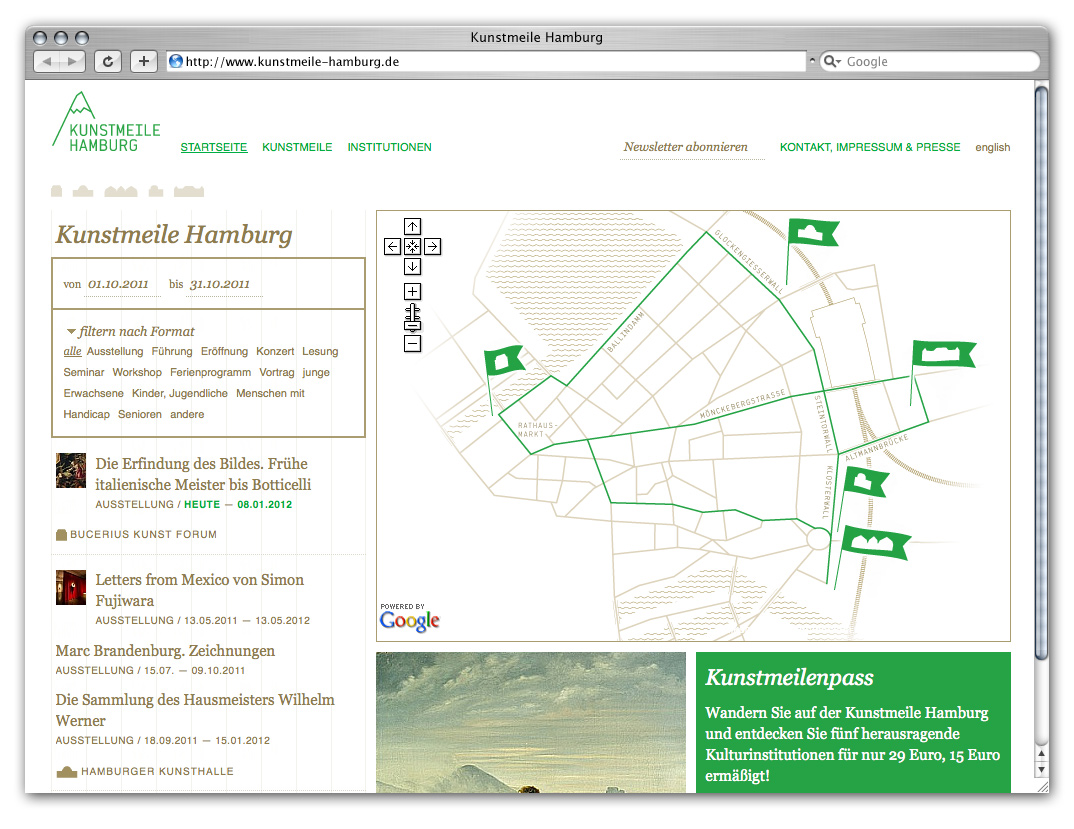 Kunstmeile Hamburg
http://www.kunstmeile-hamburg.de
Google
KUNSTMEILE
HAMBURG
STARTSEITE KUNSTMEILE INSTITUTIONEN
Newsletter abonnieren
KONTAKT, IMPRESSUM & PRESSE
english
Kunstmeile Hamburg
von 01.10.2011 bis 31.10.2011
filtern nach Format
alle Ausstellung Führung Eröffnung Konzert Lesung
Seminar Workshop Ferienprogramm Vortrag junge
Erwachsene Kinder, Jugendliche Menschen mit
Handicap Senioren andere
Die Erfindung des Bildes. Frühe
italienische Meister bis Botticelli
AUSSTELLUNG / HEUTE — 08.01.2012
BUCERIUS KUNST FORUM
Letters from Mexico von Simon
Fujiwara
AUSSTELLUNG / 13.05.2011 — 13.05.2012
Marc Brandenburg. Zeichnungen
AUSSTELLUNG / 15.07. — 09.10.2011
Die Sammlung des Hausmeisters Wilhelm
Werner
AUSSTELLUNG / 18.09.2011 — 15.01.2012
HAMBURGER KUNSTHALLE
GLOCKENGIESSERWALL
BALLINDAMM
MÖNCKEBERGSTRASSE
RATHAUS-
MARKT
STEINTORWALL
ALTMANNBRÜCKE
KLOSTERWALL
POWERED BY
Google
Kunstmeilenpass
Wandern Sie auf der Kunstmeile Hamburg
und entdecken Sie fünf herausragende
Kulturinstitutionen für nur 29 Euro, 15 Euro
ermäßigt!